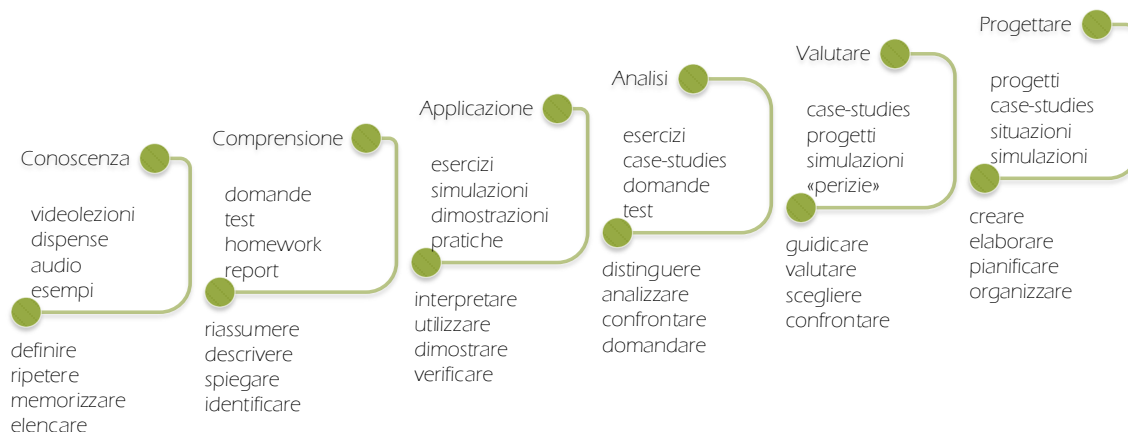 Conoscenza
videolezioni
dispense
audio
esempi
definire
ripetere
memorizzare
elencare
Comprensione
domande
test
homework
report
riassumere
descrivere
spiegare
identificare
Applicazione
esercizi
simulazioni
dimostrazioni
pratiche
interpretare
utilizzare
dimostrare
verificare
Analisi
esercizi
case-studies
domande
test
distinguere
analizzare
confrontare
domandare
Valutare
case-studies
progetti
simulazioni
«perizie»
guidicare
valutare
scegliere
confrontare
Progettare
progetti
case-studies
situazioni
simulazioni
creare
elaborare
pianificare
organizzare